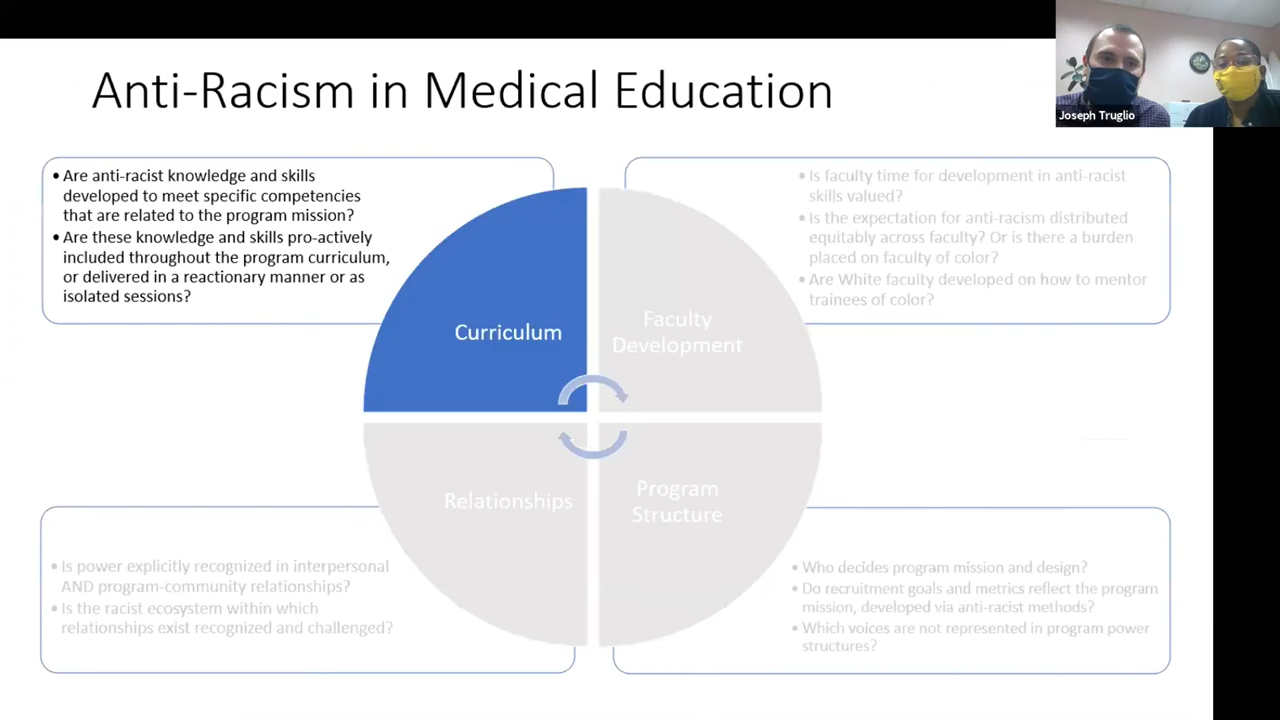 Anti-Racism in Medical Education
Joseph Truglio
• Are anti-racist knowledge and skills
developed to meet specific competencies
that are related to the program mission?
• Are these knowledge and skills pro-actively
included throughout the program curriculum,
or delivered in a reactionary manner or as
isolated sessions?
• Is faculty time for development in anti-racist
skills valued?
• Is the expectation for anti-racism distributed
equitably across faculty? Or is there a burden
placed on faculty of color?
• Are White faculty developed on how to mentor
trainees of color?
Curriculum
Faculty
Development
Relationships
Program
Structure
• Is power explicitly recognized in interpersonal
AND program-community relationships?
• Is the racist ecosystem within which
relationships exist recognized and challenged?
• Who decides program mission and design?
• Do recruitment goals and metrics reflect the program
mission, developed via anti-racist methods?
• Which voices are not represented in program power
structures?